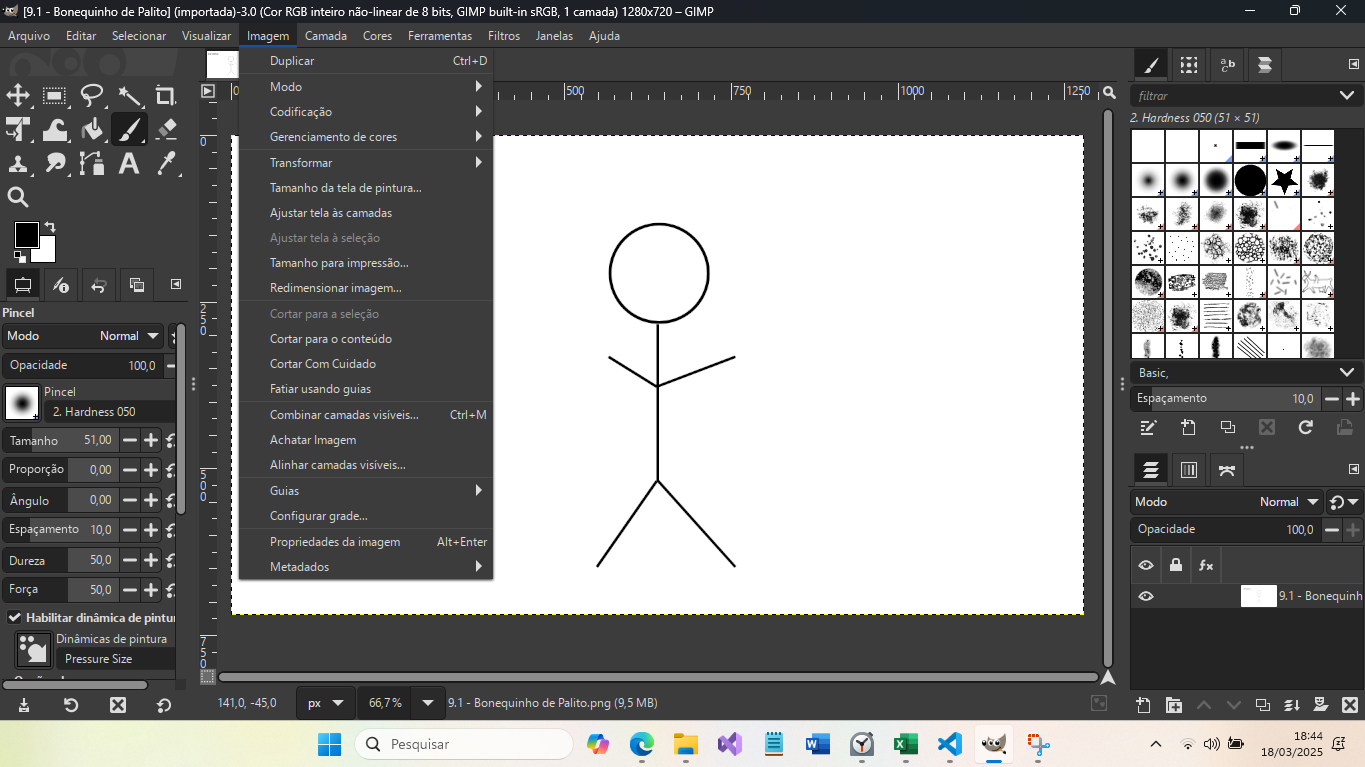 [9.1 - Bonequinho de Palito] (importada)-3.0 (Cor RGB inteiro não-linear de 8 bits, GIMP built-in sRGB, 1 camada) 1280x720 – GIMP
Arquivo Editar Selecionar Visualizar Imagem Camada Cores Ferramentas Filtros Janelas Ajuda
Duplicar Ctrl+D
Modo
Codificação
Gerenciamento de cores
Transformar
Tamanho da tela de pintura...
Ajustar tela às camadas
Ajustar tela à seleção
Tamanho para impressão...
Redimensionar imagem...
Cortar para a seleção
Cortar para o conteúdo
Cortar Com Cuidado
Fatiar usando guias
Combinar camadas visíveis... Ctrl+M
Achatar Imagem
Alinhar camadas visíveis...
Guias
Configurar grade...
Propriedades da imagem Alt+Enter
Metadados
0 500 750 1000 1250
0
250
500
750
Pincel
Modo Normal
Opacidade 100,0
Pincel
2. Hardness 050
Tamanho 51,00
Proporção 0,00
Ângulo 0,00
Espaçamento 10,0
Dureza 50,0
Força 50,0
Habilitar dinâmica de pintur
Dinâmicas de pintura
Pressure Size
141,0, -45,0 px 66,7% 9.1 - Bonequinho de Palito.png (9,5 MB)
filtrar
2. Hardness 050 (51 × 51)
Basic,
Espaçamento 10,0
Modo Normal
Opacidade 100,0
fx
9.1 - Bonequinh
Pesquisar
18:44
18/03/2025